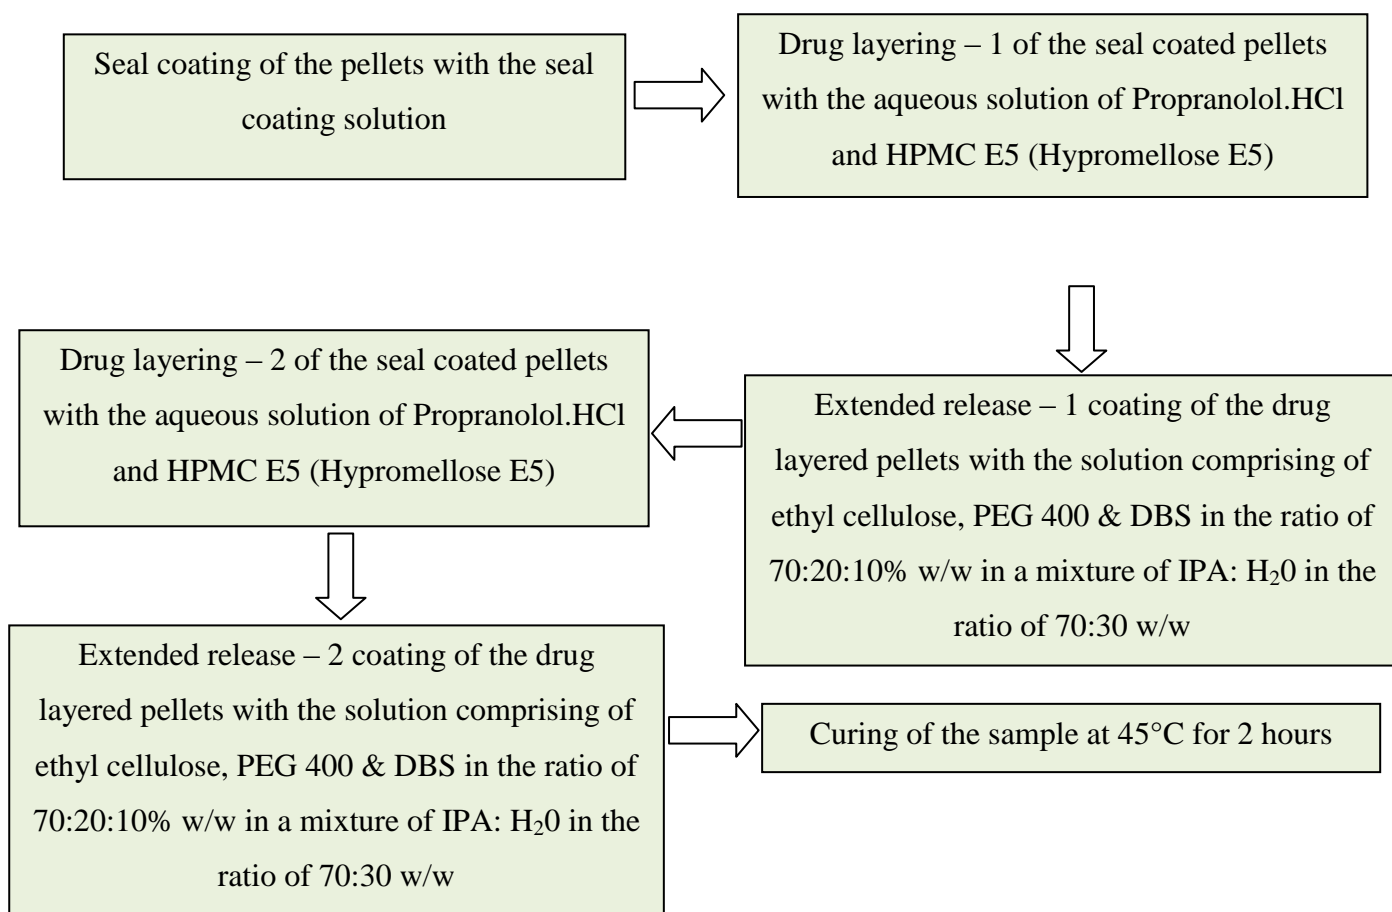 Seal coating of the pellets with the seal
coating solution
Drug layering – 1 of the seal coated pellets
with the aqueous solution of Propranolol.HCl
and HPMC E5 (Hypromellose E5)
Extended release – 1 coating of the drug
layered pellets with the solution comprising of
ethyl cellulose, PEG 400 & DBS in the ratio of
70:20:10% w/w in a mixture of IPA: H₂0 in the
ratio of 70:30 w/w
Drug layering – 2 of the seal coated pellets
with the aqueous solution of Propranolol.HCl
and HPMC E5 (Hypromellose E5)
Extended release – 2 coating of the drug
layered pellets with the solution comprising of
ethyl cellulose, PEG 400 & DBS in the ratio of
70:20:10% w/w in a mixture of IPA: H₂0 in the
ratio of 70:30 w/w
Curing of the sample at 45°C for 2 hours